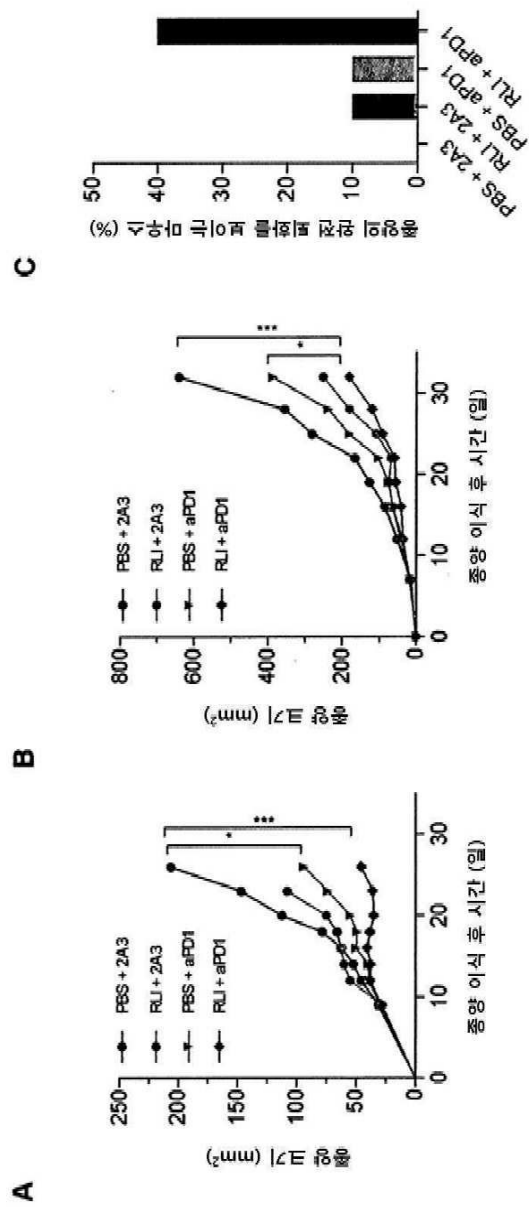 A
종양 크기 (mm²)
250
200
150
100
50
0
PBS + 2A3
RLI + 2A3
PBS + aPD1
RLI + aPD1
*
***
0
10
20
30
종양 이식 후 시간 (일)
B
종양 크기 (mm²)
800
600
400
200
0
PBS + 2A3
RLI + 2A3
PBS + aPD1
RLI + aPD1
*
***
0
10
20
30
종양 이식 후 시간 (일)
C
종양의 완전 퇴화를 보이는 마우스 (%)
50
40
30
20
10
0
PBS + 2A3
RLI + 2A3
PBS + aPD1
RLI + aPD1